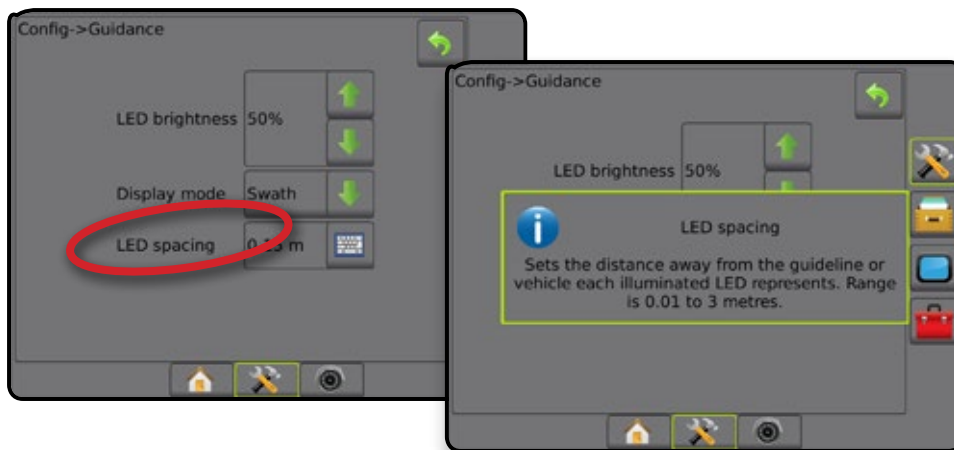 Config->Guidance
LED brightness 50%
Display mode Swath
LED spacing m
Config->Guidance
LED brightness 50%
LED spacing
Sets the distance away from the guideline or
vehicle each illuminated LED represents. Range
is 0.01 to 3 metres.